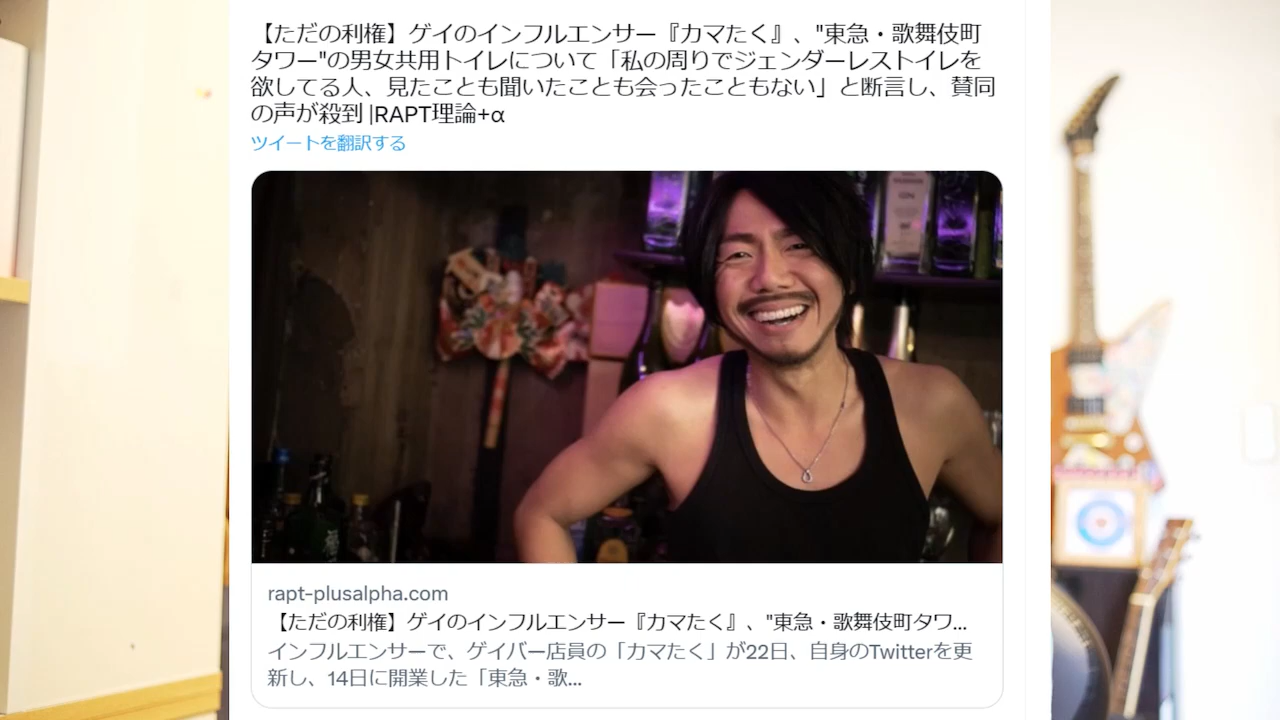 【ただの利権】ゲイのインフルエンサー『カマたく』、"東急・歌舞伎町
タワー"の男女共用トイレについて「私の周りでジェンダーレストイレを
欲してる人、見たことも聞いたことも会ったこともない」と断言し、賛同
の声が殺到 |RAPT理論+α
ツイートを翻訳する
rapt-plusalpha.com
【ただの利権】ゲイのインフルエンサー『カマたく』、"東急・歌舞伎町タワ...
インフルエンサーで、ゲイバー店員の「カマたく」が22日、自身のTwitterを更
新し、14日に開業した「東急・歌...